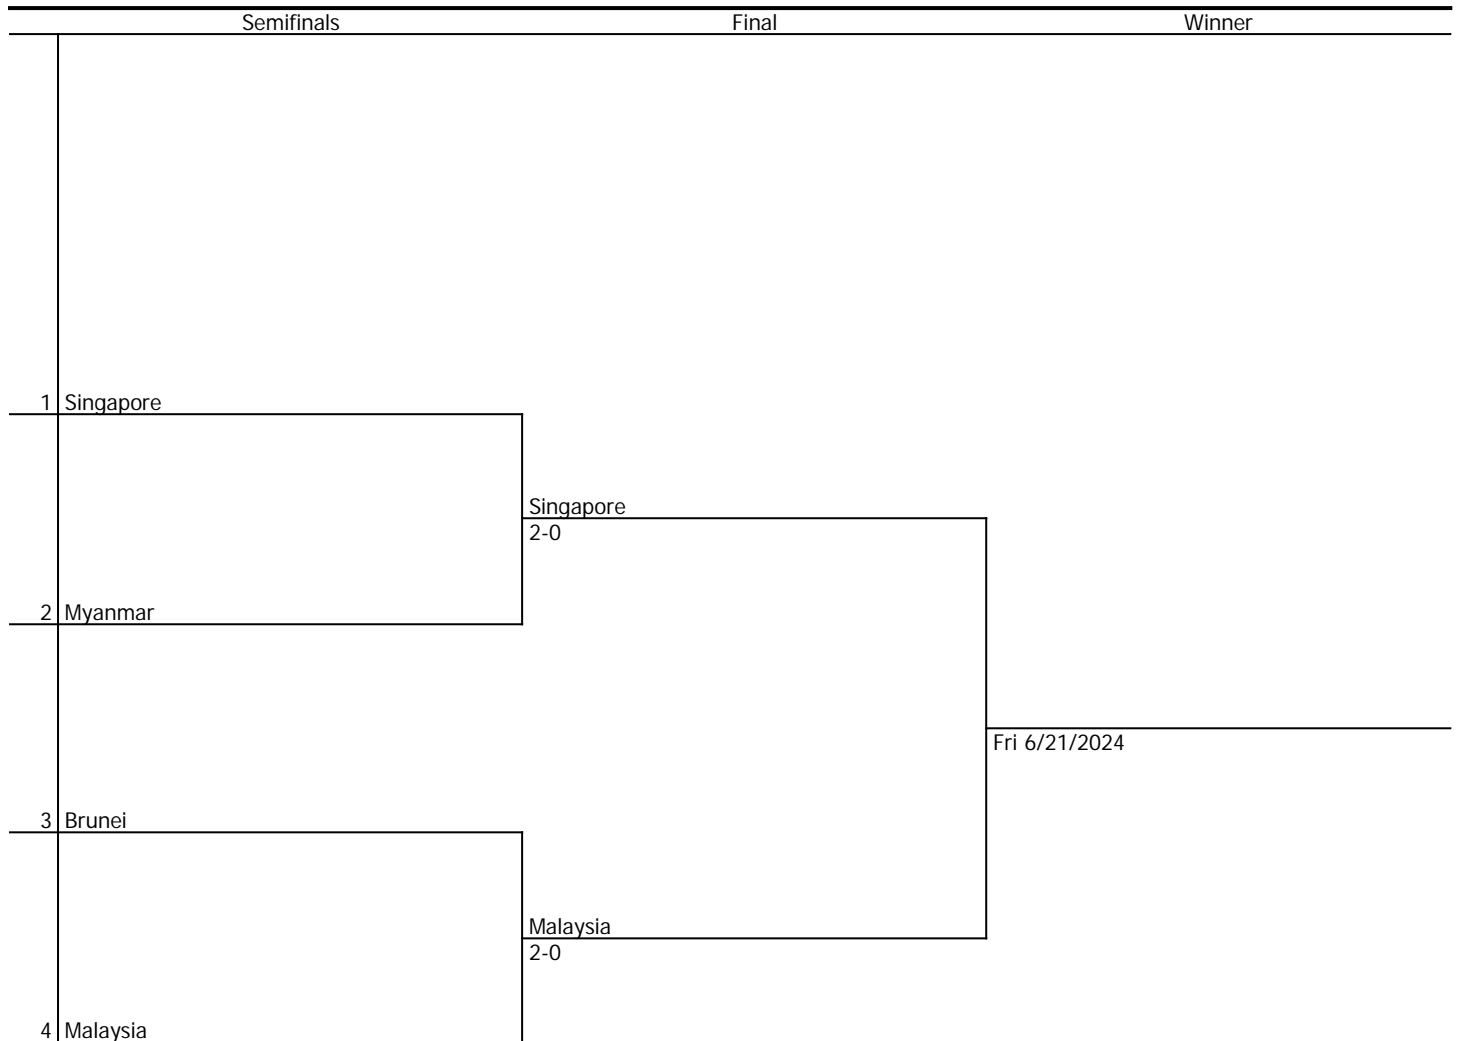 Semifinals Final Winner
1 Singapore
Singapore
2-0
2 Myanmar
Fri 6/21/2024
3 Brunei
Malaysia
2-0
4 Malaysia